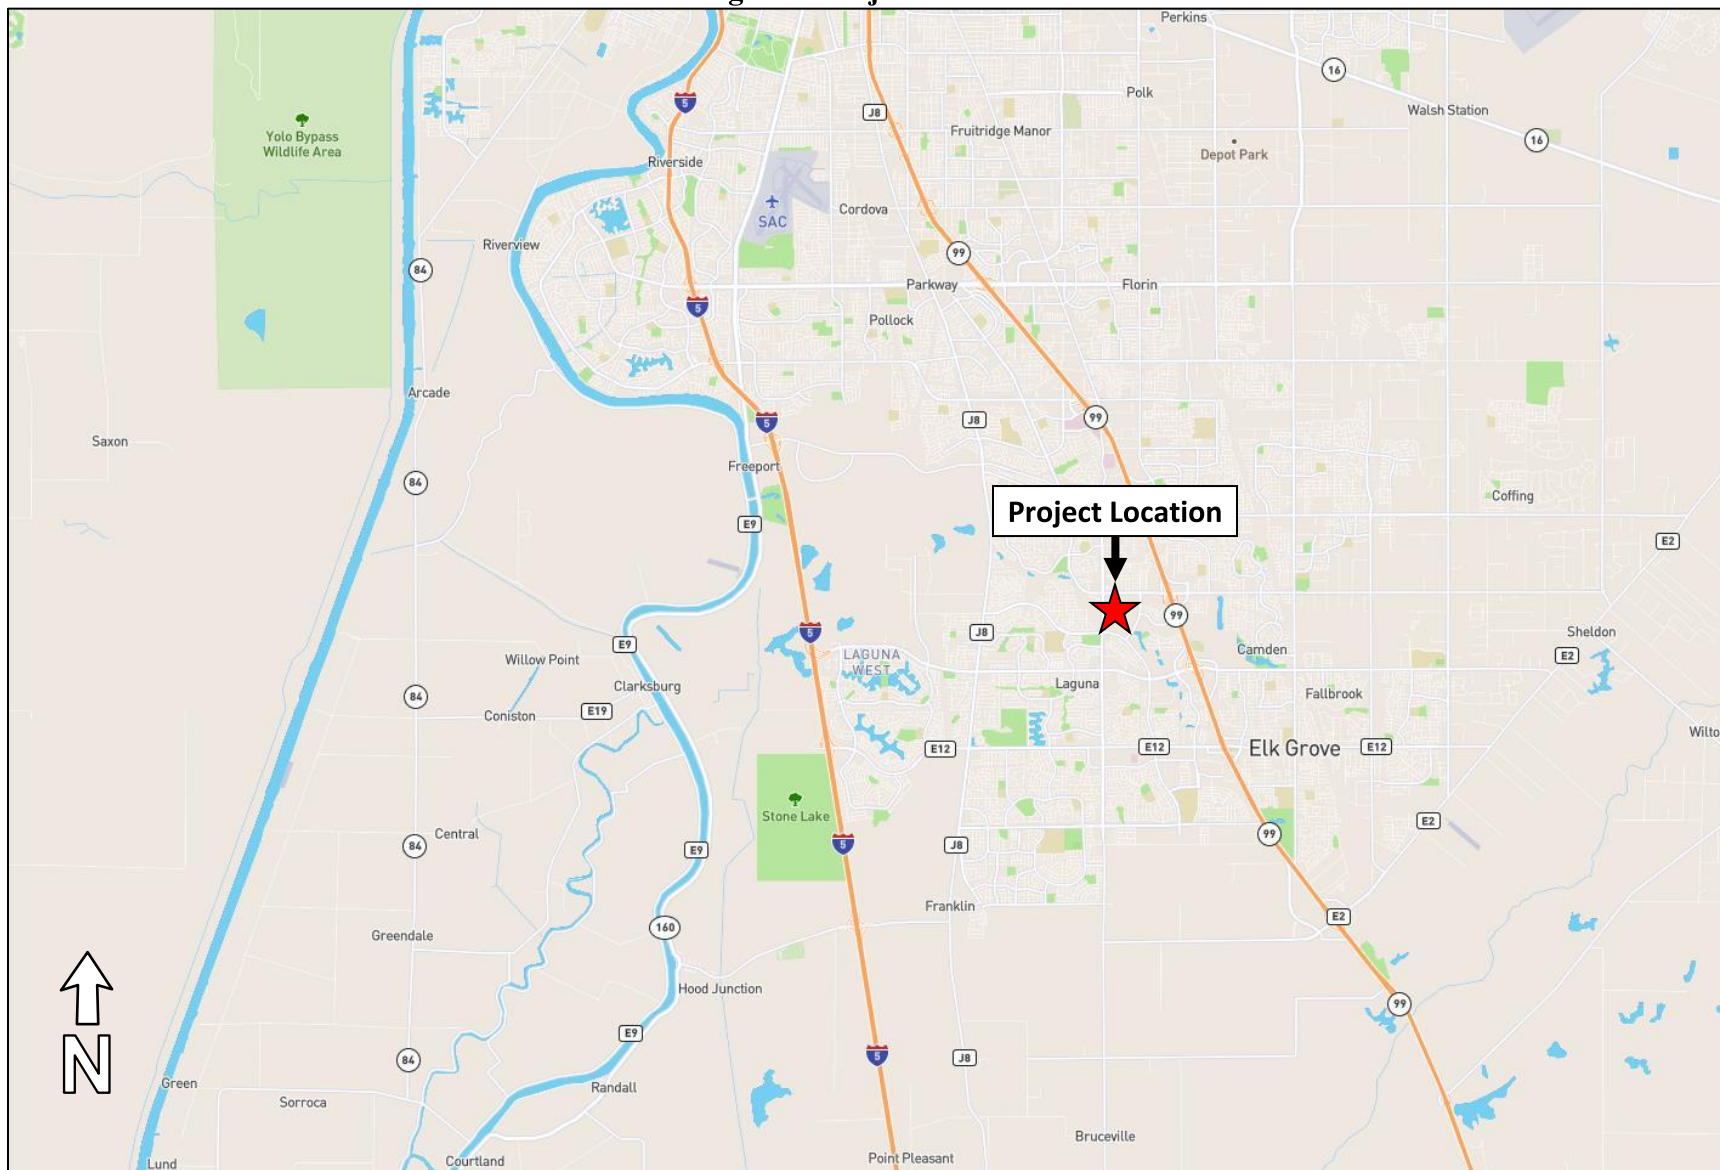 Perkins
16
Polk
J8
Walsh Station
5
Yolo Bypass
Wildlife Area
Fruitridge Manor
16
Depot Park
Riverside
SAC
Cordova
Riverview
84
99
Parkway
Florin
5
Pollock
Arcade
J8
99
5
Saxon
Freeport
84
Coffing
Project Location
E9
E2
99
5
J8
Sheldon
E9
LAGUNA
WEST
Camden
E2
Willow Point
Clarksburg
Laguna
Fallbrook
84
Coniston
E19
Wilto
E12
E12
Elk Grove
E12
Stone Lake
E2
Central
99
84
E9
5
J8
Franklin
E2
160
Greendale
Hood Junction
99
N
E9
84
5
J8
Green
Randall
Sorroca
Bruceville
Lund
Courtland
Point Pleasant